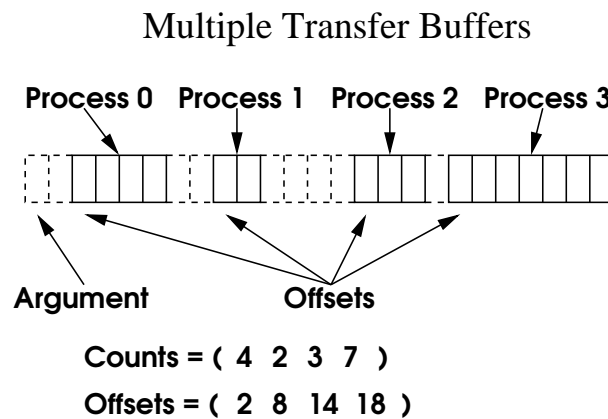 Multiple Transfer Buffers
Process 0 Process 1 Process 2 Process 3
Argument Offsets
Counts = ( 4 2 3 7 )
Offsets = ( 2 8 14 18 )